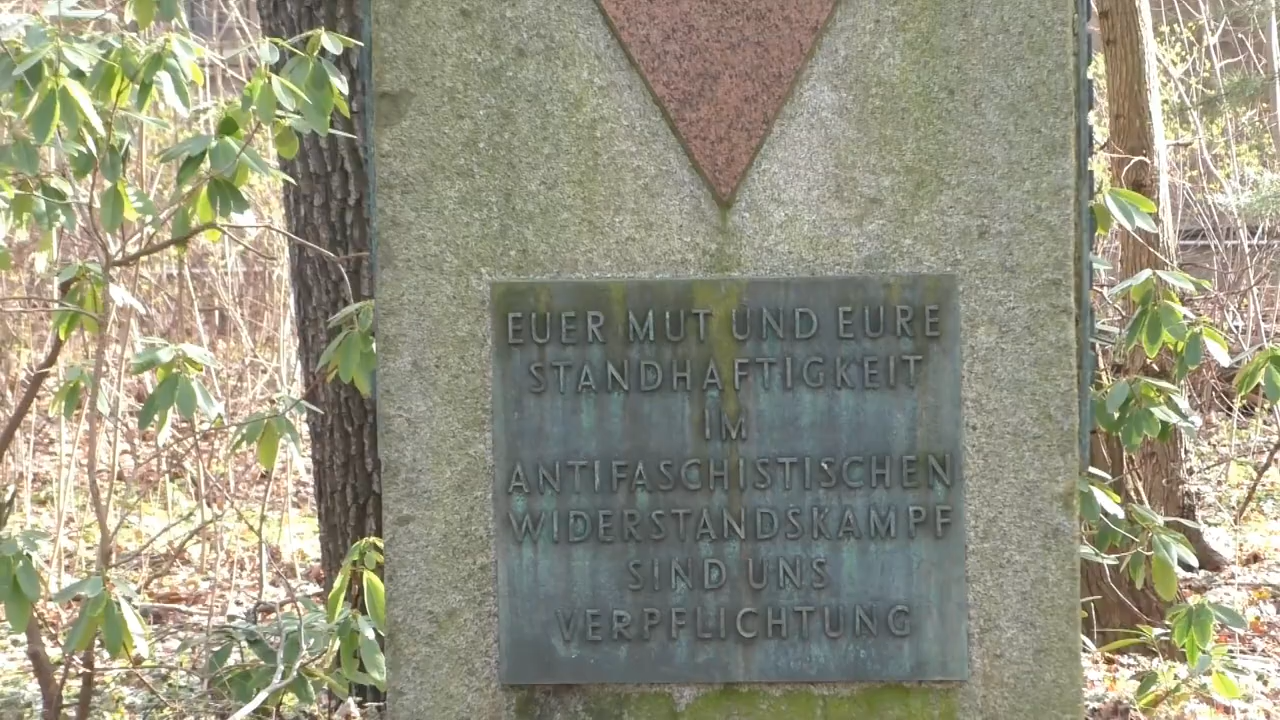 EUER MUT UND EURE
STANDHAFTIGKEIT
IM
ANTIFASCHISTISCHEN
WIDERSTANDSKAMPF
SIND UNS
VERPFLICHTUNG